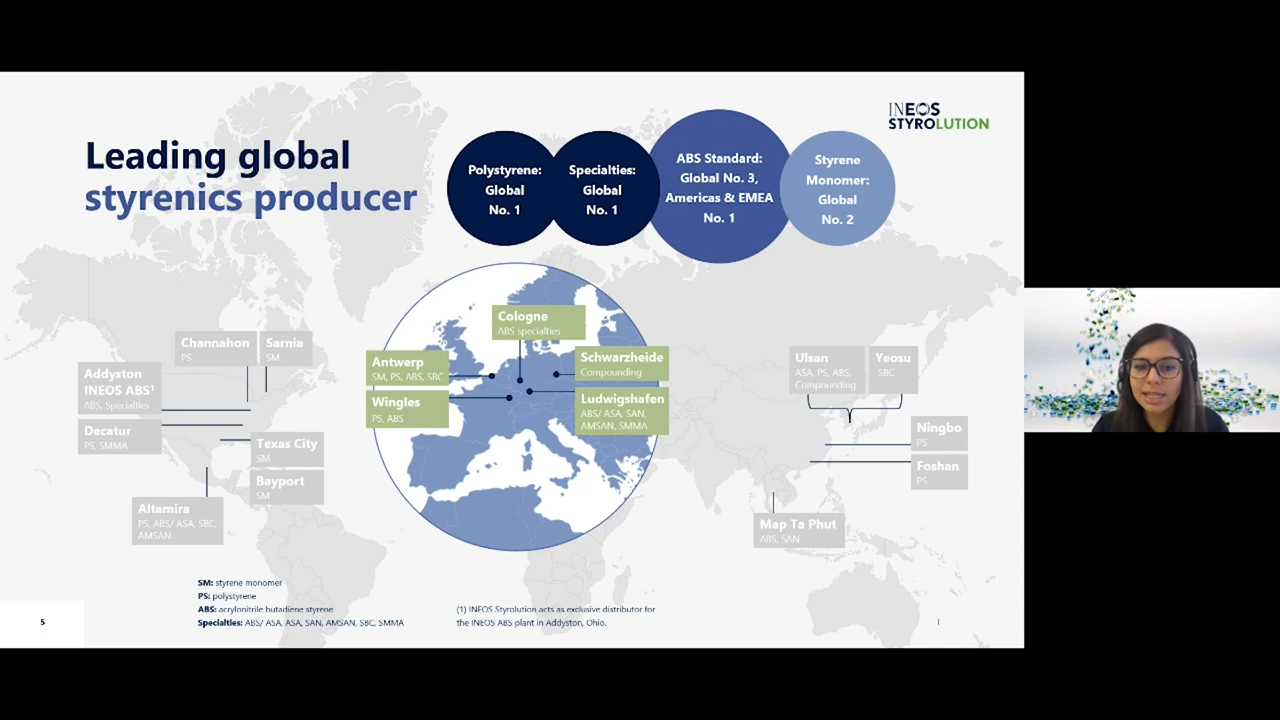 INEOS
STYROLUTION
Leading global
styrenics producer
Polystyrene:
Global
No. 1
Specialties:
Global
No. 1
ABS Standard:
Global No. 3,
Americas & EMEA
No. 1
Styrene
Monomer:
Global
No. 2
Channahon
PS
Sarnia
SM
Addyston
INEOS ABS¹
ABS, Specialties
Decatur
PS, SMMA
Texas City
SM
Bayport
SM
Altamira
PS, ABS/ ASA, SBC,
AMSAN
Cologne
ABS specialties
Antwerp
SM, PS, ABS, SBC
Wingles
PS, ABS
Schwarzheide
Compounding
Ludwigshafen
ABS/ ASA, SAN,
AMSAN, SMMA
Ulsan
ASA, PS, ABS,
Compounding
Yeosu
SBC
Ningbo
PS
Foshan
PS
Map Ta Phut
ABS, SAN
SM: styrene monomer
PS: polystyrene
ABS: acrylonitrile butadiene styrene
Specialties: ABS/ ASA, ASA, SAN, AMSAN, SBC, SMMA
(1) INEOS Styrolution acts as exclusive distributor for
the INEOS ABS plant in Addyston, Ohio.
5